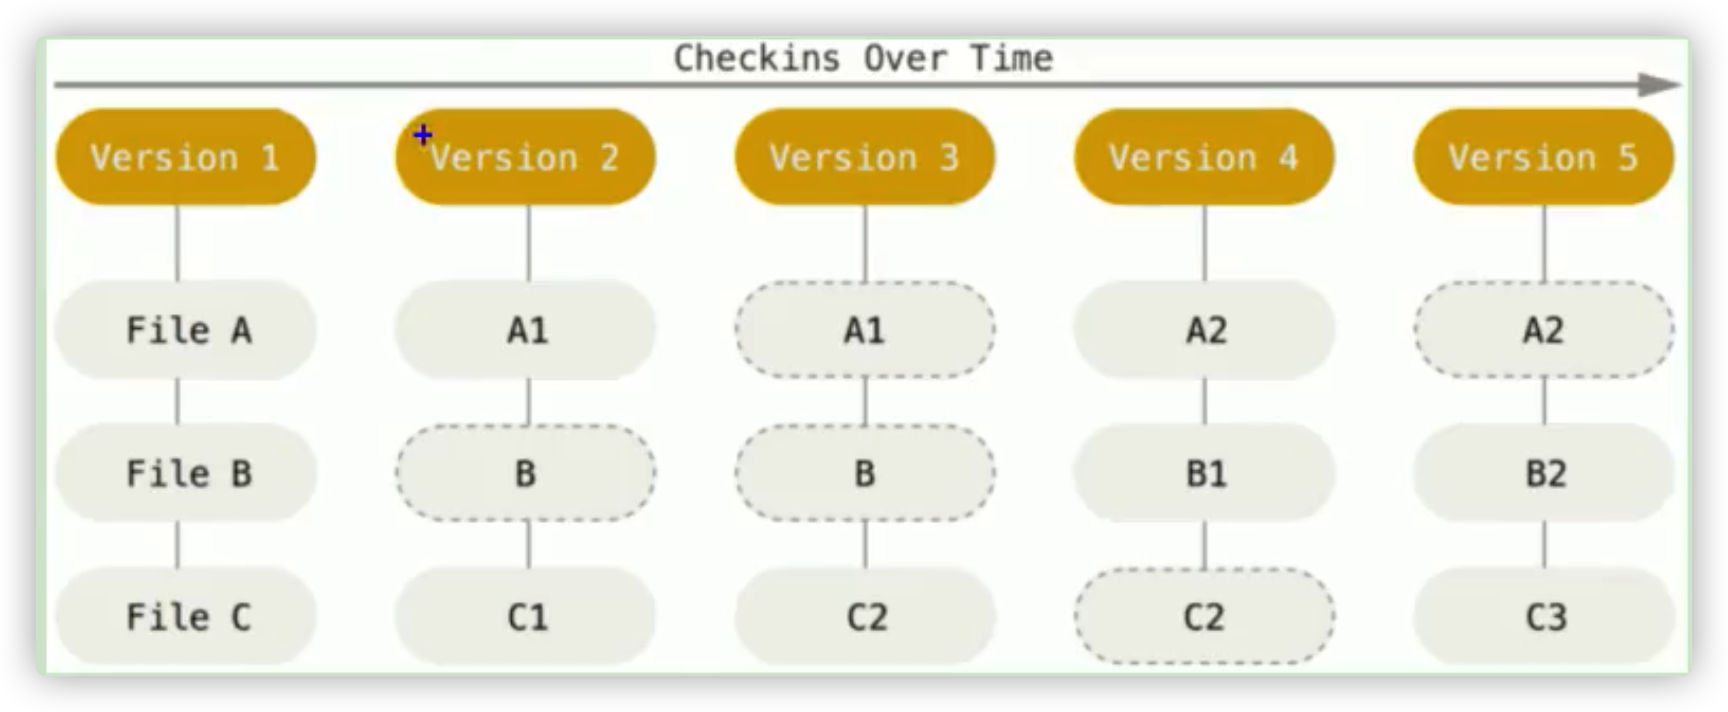 Checkins Over Time
Version 1 Version 2 Version 3 Version 4 Version 5
File A A1 A1 A2 A2
File B B B B1 B2
File C C1 C2 C2 C3